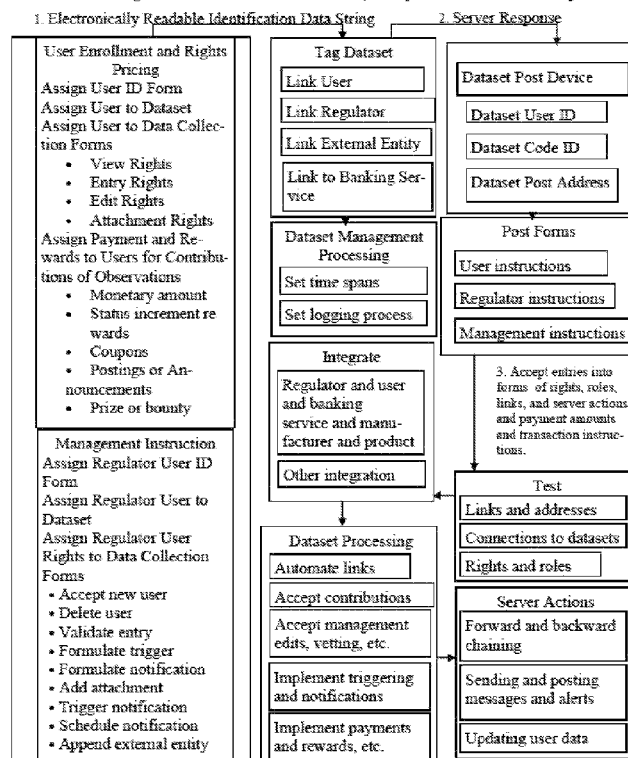 1. Electronically Readable Identification Data String
2. Server Response
User Enrollment and Rights
Pricing
Assign User ID Form
Assign User to Dataset
Assign User to Data Collec-
tion Forms
• View Rights
• Entry Rights
• Edit Rights
• Attachment Rights
Assign Payment and Re-
wards to Users for Contribu-
tions of Observations
• Monetary amount
• Status increment re
wards
• Coupons
• Postings or An-
nouncements
• Prize or bounty
Management Instruction
Assign Regulator User ID
Form
Assign Regulator User to
Dataset
Assign Regulator User
Rights to Data Collection
Forms
• Accept new user
• Delete user
• Validate entry
• Formulate trigger
• Formulate notification
• Add attachment
• Trigger notification
• Schedule notification
• Append external entity
Tag Dataset
Link User
Link Regulator
Link External Entity
Link to Banking Ser-
vice
Dataset Management
Processing
Set time spans
Set logging process
Integrate
Regulator and user
and banking
service and manu-
facturer and product
Other integration
Dataset Processing
Automate links
Accept contributions
Accept management
edits, vetting, etc.
Implement triggering
and notifications
Implement payments
and rewards, etc.
Dataset Post Device
Dataset User ID
Dataset Code ID
Dataset Post Address
Post Forms
User instructions
Regulator instructions
Management instructions
3. Accept entries into
forms of rights, roles,
links, and server actions
and payment amounts
and transaction instruc-
tions.
Test
Links and addresses
Connections to datasets
Rights and roles
Server Actions
Forward and backward
chaining
Sending and posting
messages and alerts
Updating user data